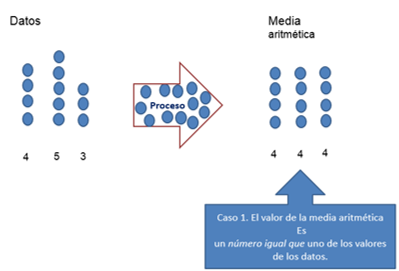 Datos
Media
aritmética
Proceso
4 5 3
4 4 4
Caso 1. El valor de la media aritmética
Es
un número igual que uno de los valores
de los datos.